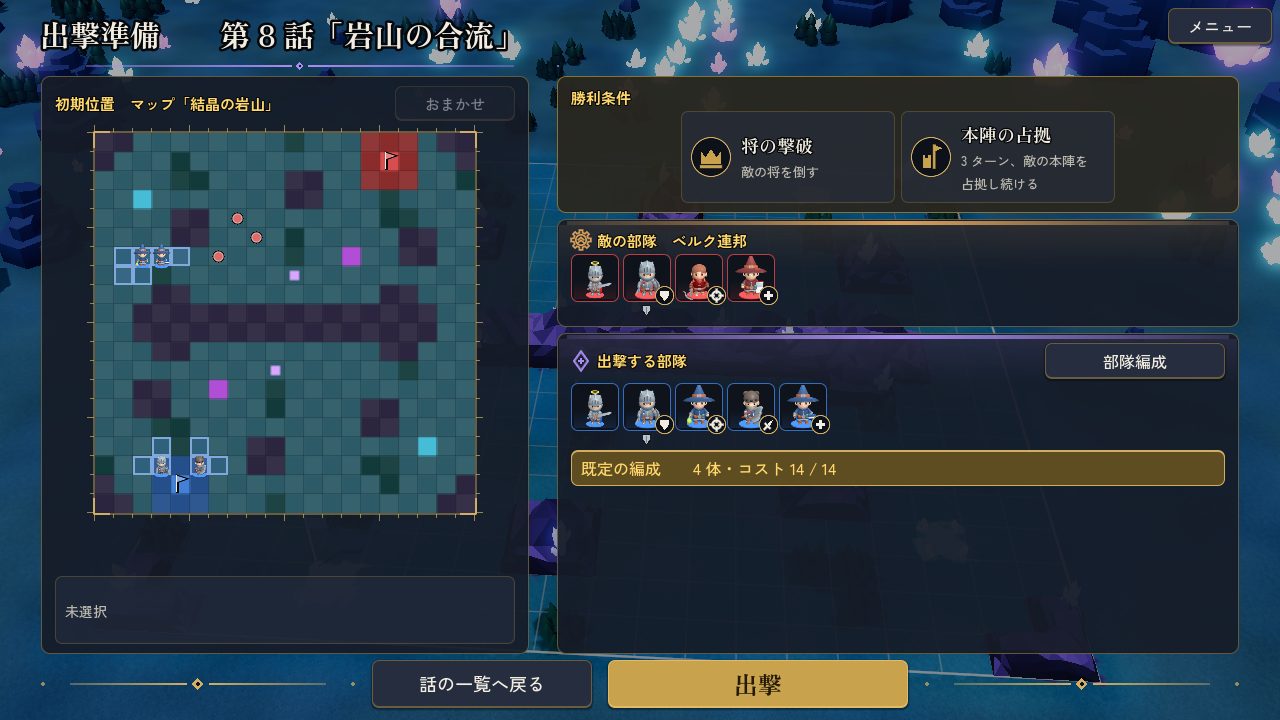 出撃準備 第8話「岩山の合流」
メニュー
初期位置 マップ「結晶の岩山」
おまかせ
未選択
勝利条件
将の撃破
敵の将を倒す
本陣の占拠
3 ターン、敵の本陣を
占拠し続ける
敵の部隊 ベルク連邦
出撃する部隊
部隊編成
既定の編成 4 体・コスト 14 / 14
話の一覧へ戻る
出撃